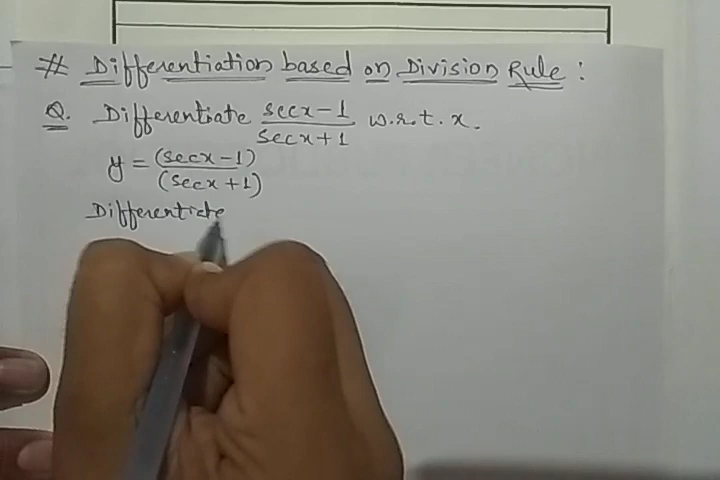 # Differentiation based on Division Rule :
Q. Differentiate secx-1/secx+1 w.r.t. x.
y = (secx-1)/(secx+1)
Differentiate